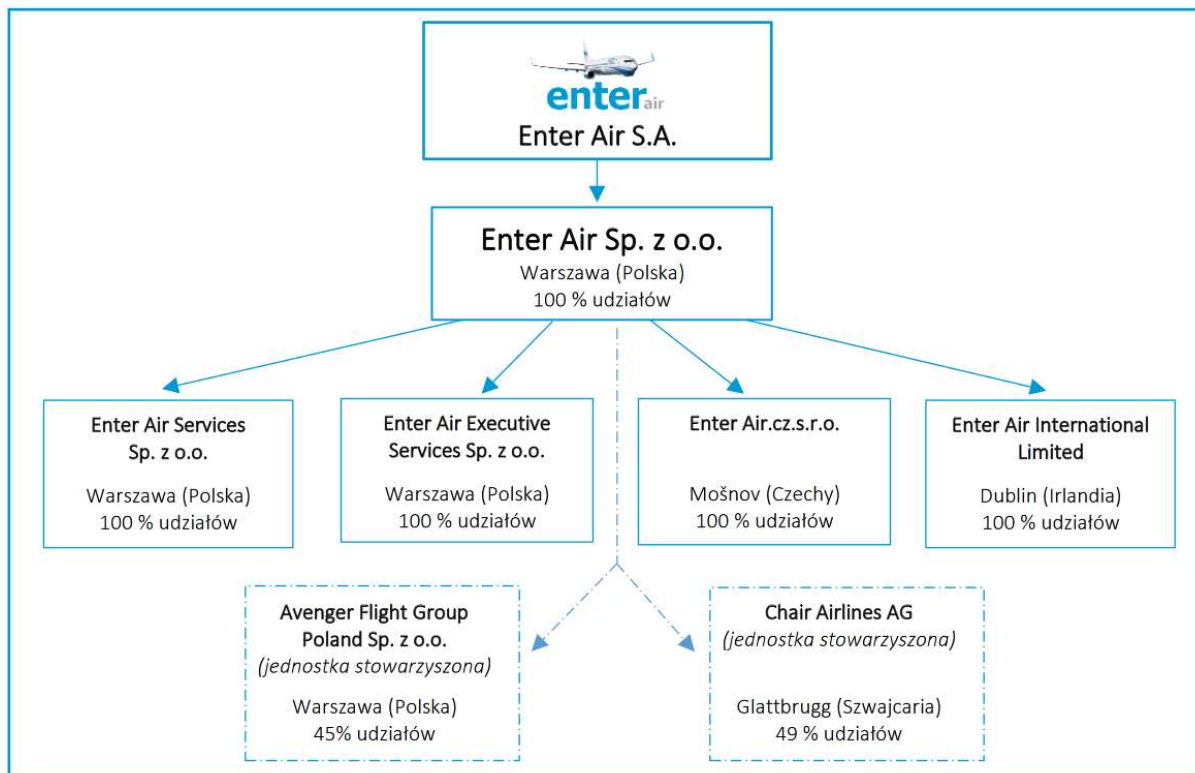 enter air
Enter Air S.A.
Enter Air Sp. z o.o.
Warszawa (Polska)
100 % udziałów
Enter Air Services
Sp. z o.o.
Warszawa (Polska)
100 % udziałów
Enter Air Executive
Services Sp. z o.o.
Warszawa (Polska)
100 % udziałów
Enter Air.cz.s.r.o.
Mošnov (Czechy)
100 % udziałów
Enter Air International
Limited
Dublin (Irlandia)
100 % udziałów
Avenger Flight Group
Poland Sp. z o.o.
(jednostka stowarzyszona)
Warszawa (Polska)
45% udziałów
Chair Airlines AG
(jednostka stowarzyszona)
Glattbrugg (Szwajcaria)
49 % udziałów